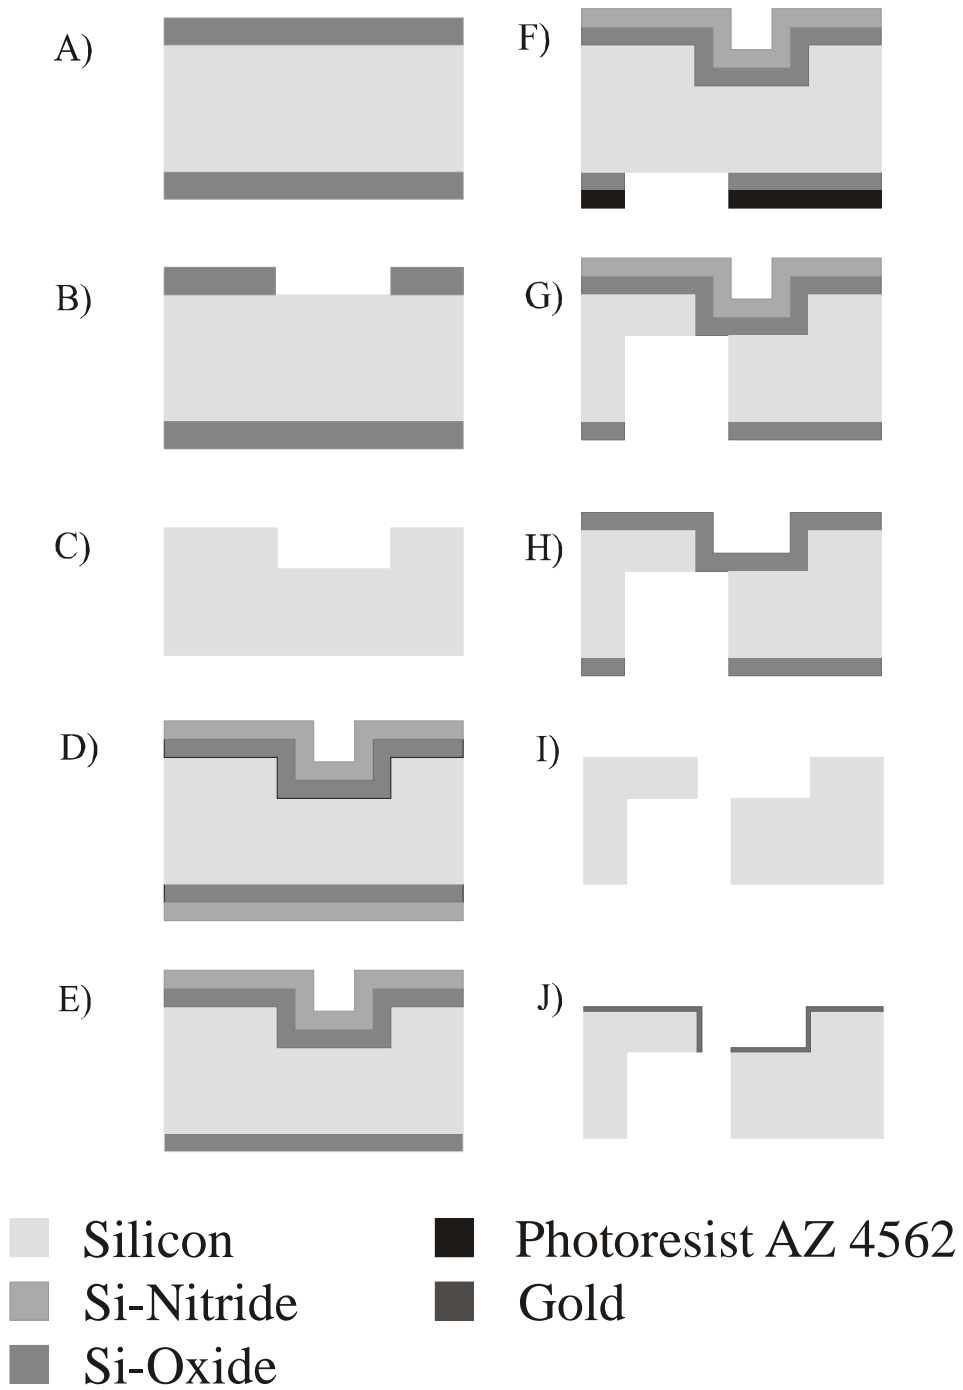 A)
B)
C)
D)
E)
F)
G)
H)
I)
J)
Silicon
Si-Nitride
Si-Oxide
Photoresist AZ 4562
Gold